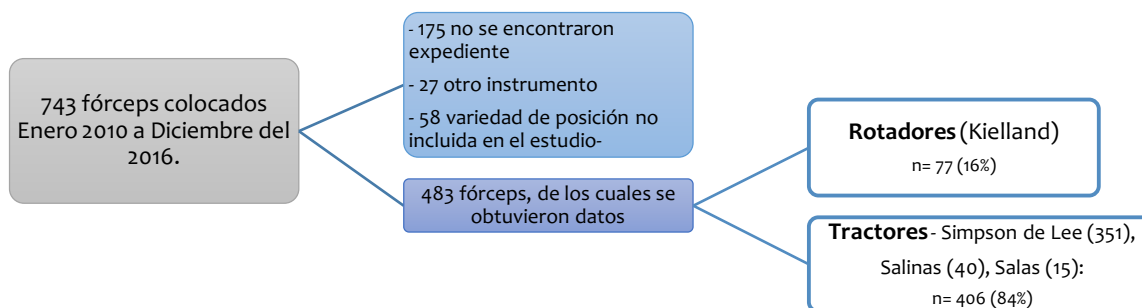 743 fórceps colocados
Enero 2010 a Diciembre del
2016.
- 175 no se encontraron
expediente
- 27 otro instrumento
- 58 variedad de posición no
incluida en el estudio-
483 fórceps, de los cuales se
obtuvieron datos
Rotadores (Kielland)
n= 77 (16%)
Tractores - Simpson de Lee (351),
Salinas (40), Salas (15):
n= 406 (84%)